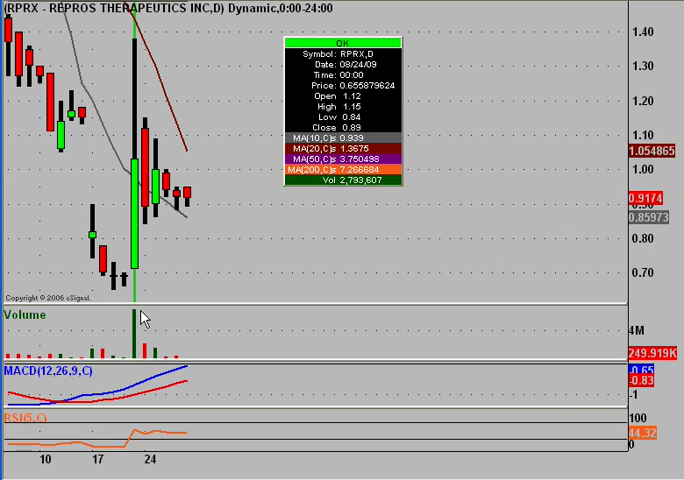 (RPRX - REPROS THERAPEUTICS INC,D) Dynamic,0:00-24:00
1.40
1.30
1.20
1.10
1.054865
1.00
0.9174
0.85973
0.80
0.70
OK
Symbol: RPRX,D
Date: 08/24/09
Time: 00:00
Price: 0.655879624
Open 1.12
High 1.15
Low 0.84
Close 0.89
MA(10,C)s 0.939
MA(20,C)s 1.3675
MA(50,C)s 3.750498
MA(200,C)s 7.266684
Vol 2,793,607
Copyright © 2006 eSignal.
Volume
4M
249.919K
MACD(12,26,9,C)
-0.65
-0.83
-1
RSI(5,C)
100
44.32
0
10 17 24